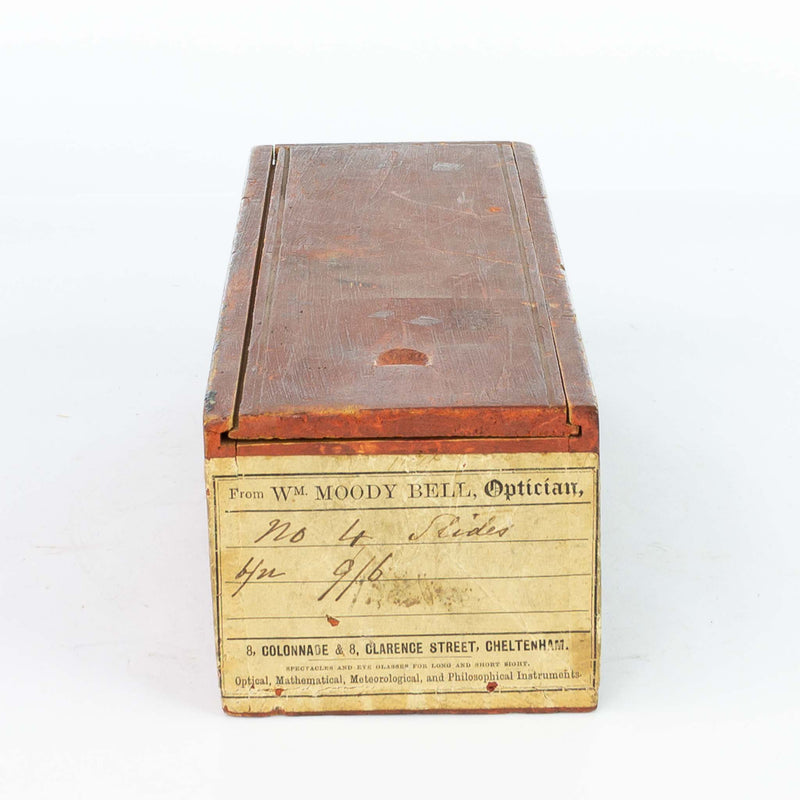 From WM. MOODY BELL, Optician,
No 4 Slides
9/6
8, COLONNADE & 8, CLARENCE STREET, CHELTENHAM.
SPECTACLES AND EYE GLASSES FOR LONG AND SHORT SIGHT.
Optical, Mathematical, Meteorological, and Philosophical Instruments.